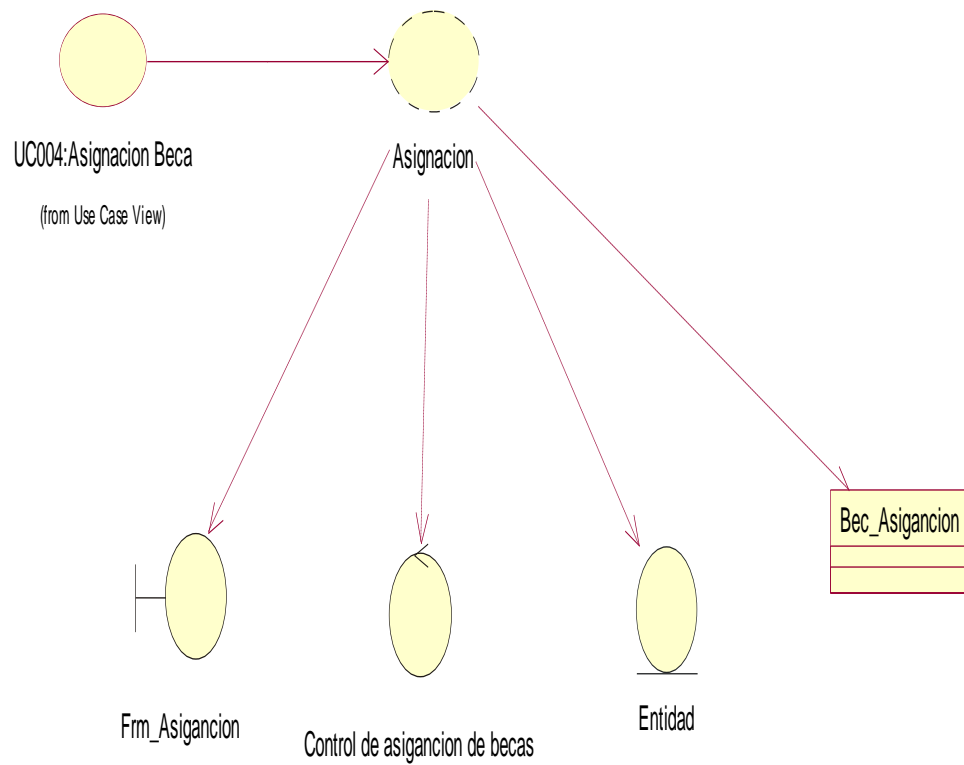 UC004:Asignacion Beca
(from Use Case View)
Asignacion
Bec_Asigancion
Frm_Asigancion
Control de asigancion de becas
Entidad